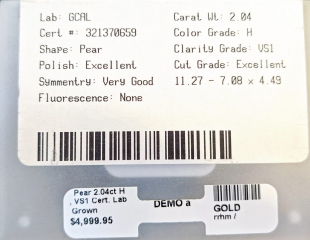 Lab: GCAL
Cert #: 321370659
Shape: Pear
Polish: Excellent
Symmentry: Very Good
Fluorescence: None
Carat Wt: 2.04
Color Grade: H
Clarity Grade: VS1
Cut Grade: Excellent
11.27 - 7.08 x 4.49
Pear 2.04ct H
, VS1 Cert. Lab
Grown
$4,999.95
DEMO a
GOLD